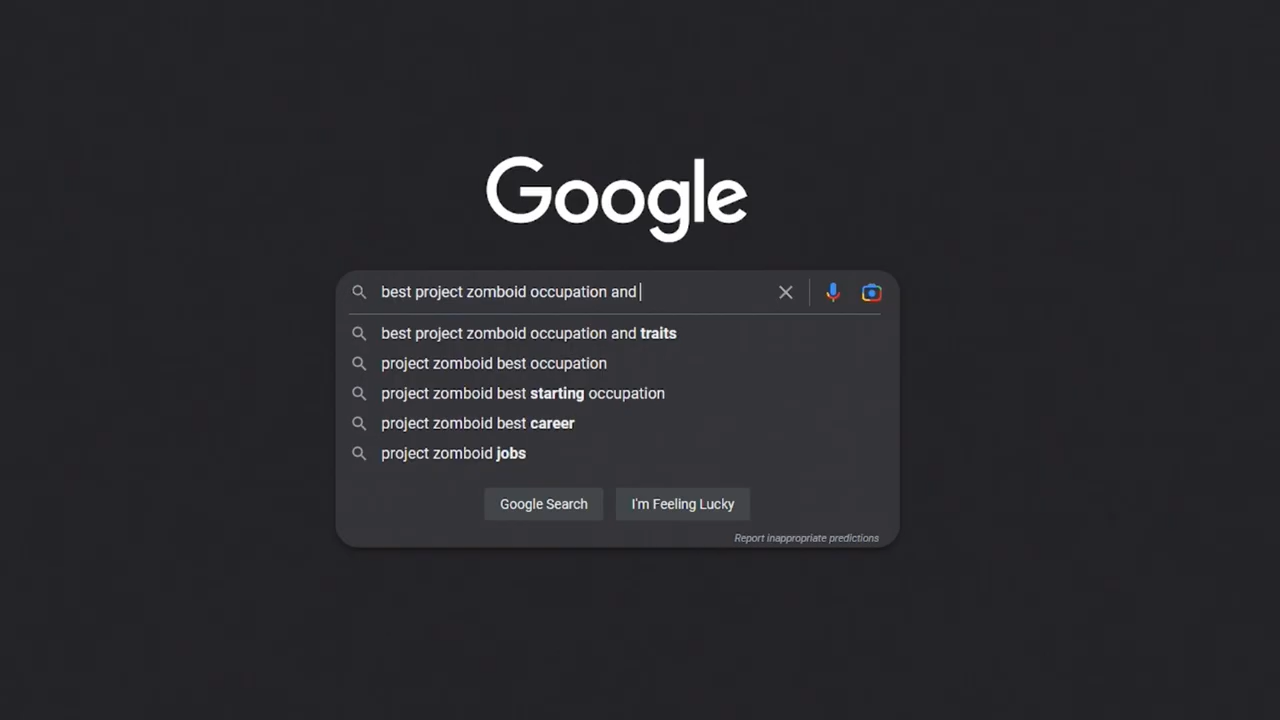 Google
best project zomboid occupation and
best project zomboid occupation and traits
project zomboid best occupation
project zomboid best starting occupation
project zomboid best career
project zomboid jobs
Google Search
I'm Feeling Lucky
Report inappropriate predictions